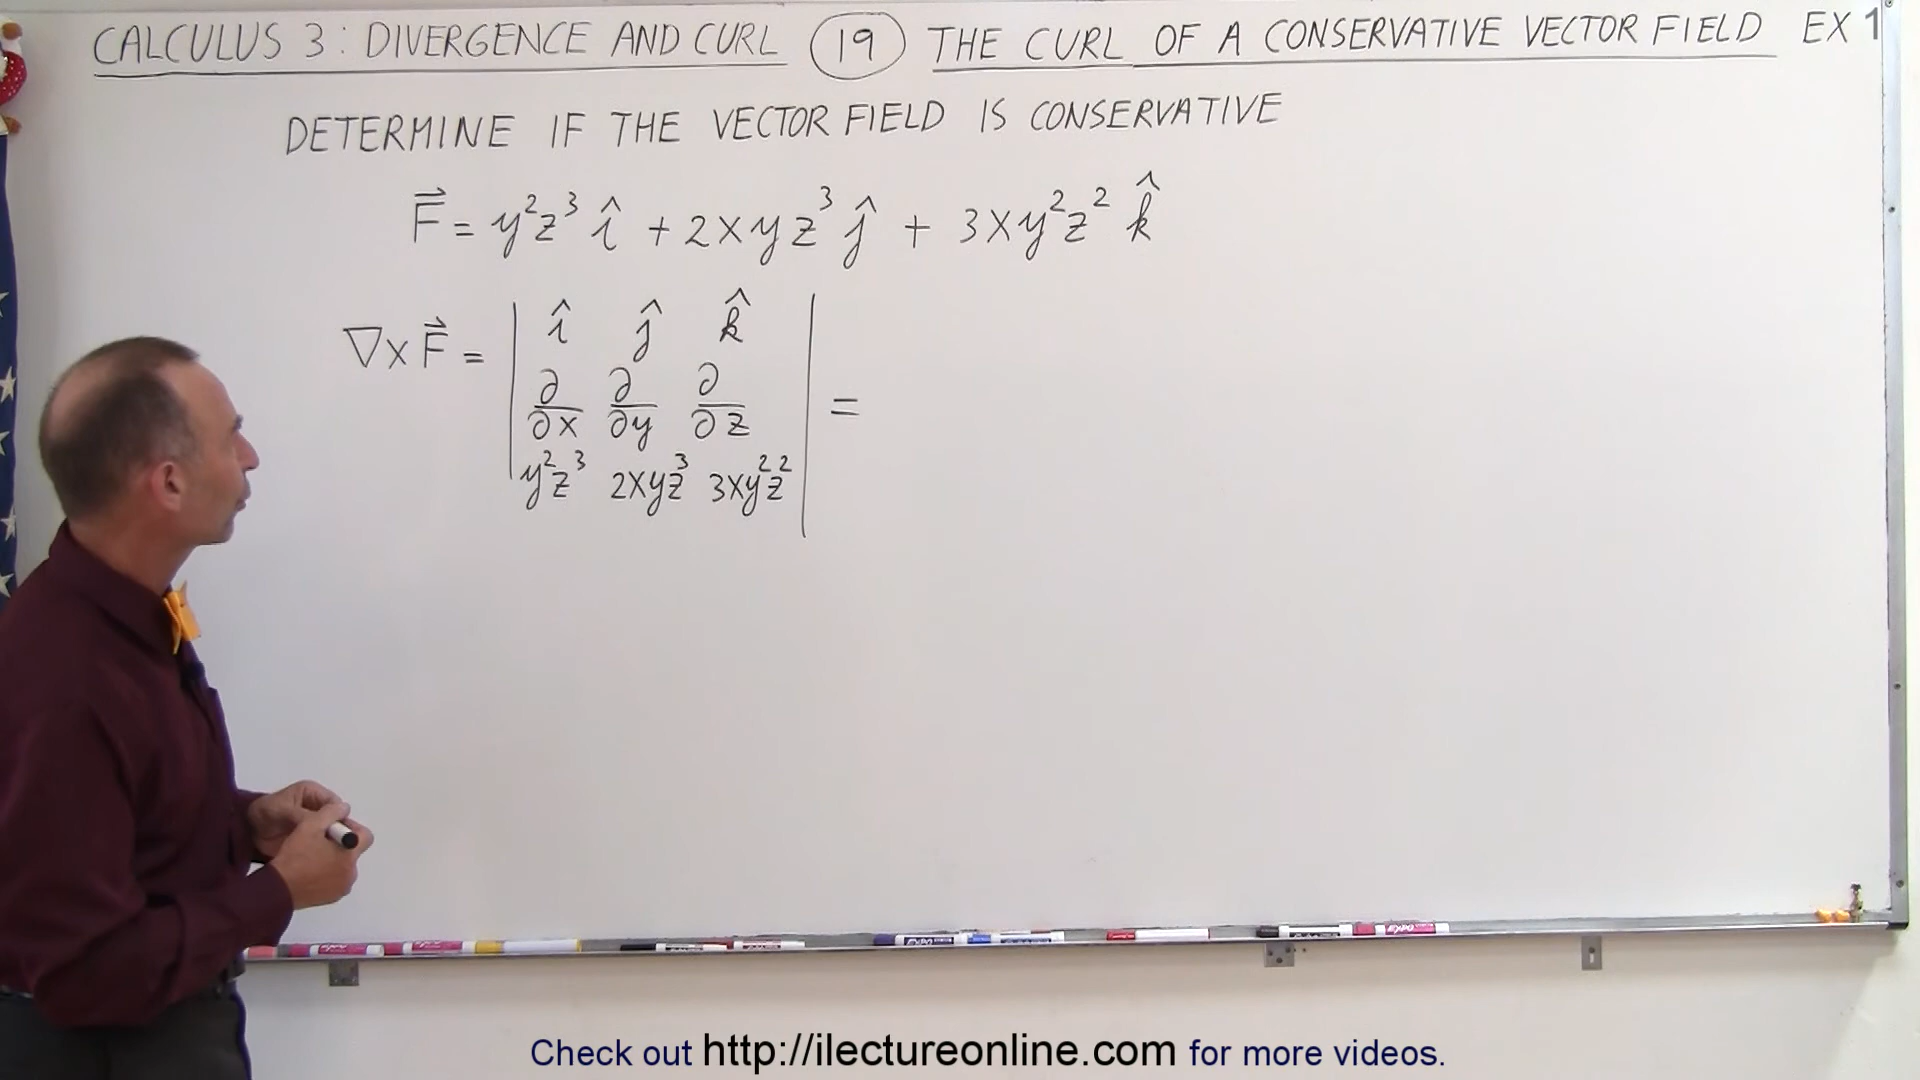 CALCULUS 3: DIVERGENCE AND CURL (19) THE CURL OF A CONSERVATIVE VECTOR FIELD EX 1
DETERMINE IF THE VECTOR FIELD IS CONSERVATIVE
F⃗ = y²z³ î + 2xyz³ ĵ + 3xy²z² k̂
î ĵ k̂
∇×F⃗ = | ∂/∂x ∂/∂y ∂/∂z | =
y²z³ 2xyz³ 3xy²z²
Check out http://ilectureonline.com for more videos.